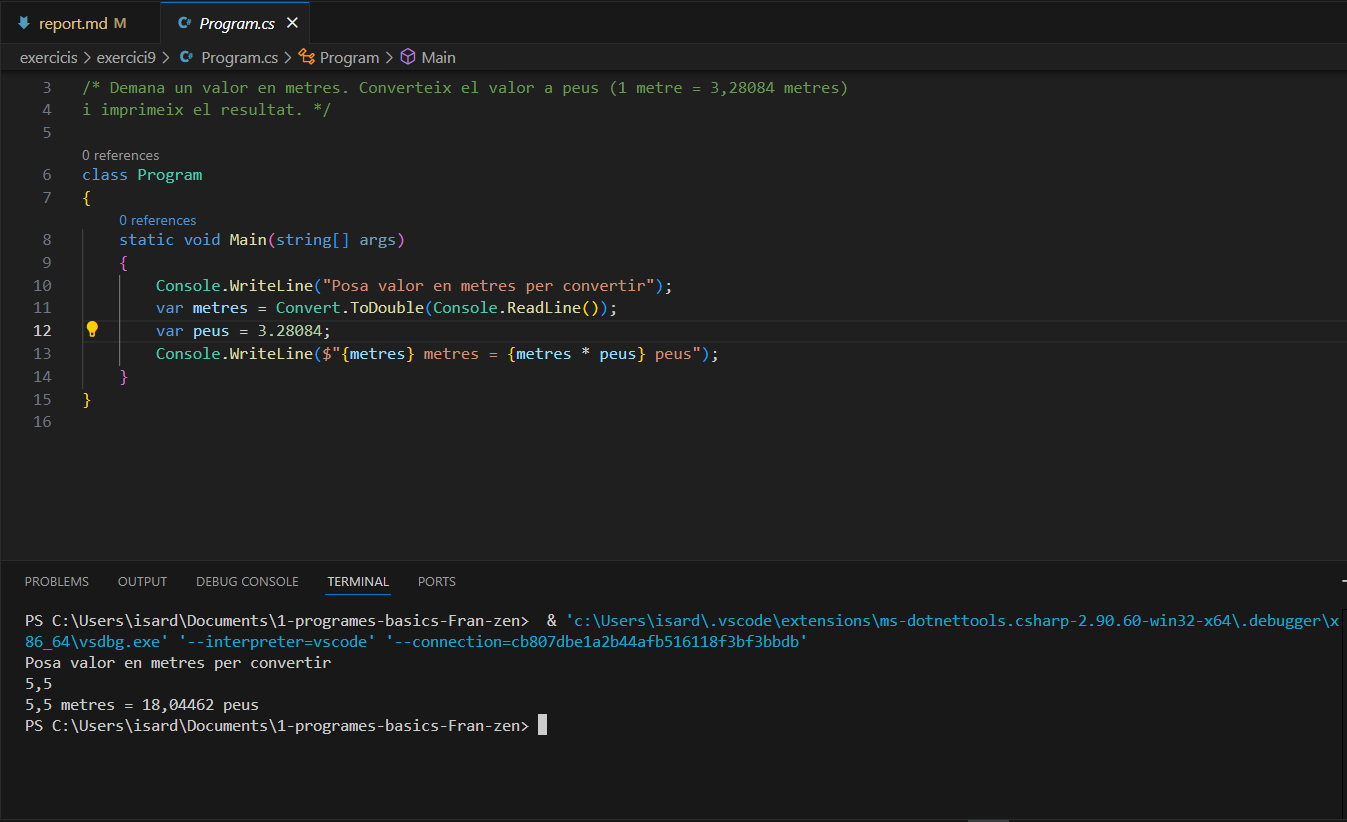 report.md M
Program.cs
exercicis > exercici9 > Program.cs > Program > Main
3 /* Demana un valor en metres. Converteix el valor a peus (1 metre = 3,28084 metres)
4 i imprimeix el resultat. */
5
0 references
6 class Program
7 {
0 references
8 static void Main(string[] args)
9 {
10 Console.WriteLine("Posa valor en metres per convertir");
11 var metres = Convert.ToDouble(Console.ReadLine());
12 var peus = 3.28084;
13 Console.WriteLine($"{metres} metres = {metres * peus} peus");
14 }
15 }
16
PROBLEMS OUTPUT DEBUG CONSOLE TERMINAL PORTS
PS C:\Users\isard\Documents\1-programes-basics-Fran-zen> & 'c:\Users\isard\.vscode\extensions\ms-dotnettools.csharp-2.90.60-win32-x64\.debugger\x
86_64\vsdbg.exe' '--interpreter=vscode' '--connection=cb807dbe1a2b44afb516118f3bf3bbdb'
Posa valor en metres per convertir
5,5
5,5 metres = 18,04462 peus
PS C:\Users\isard\Documents\1-programes-basics-Fran-zen>